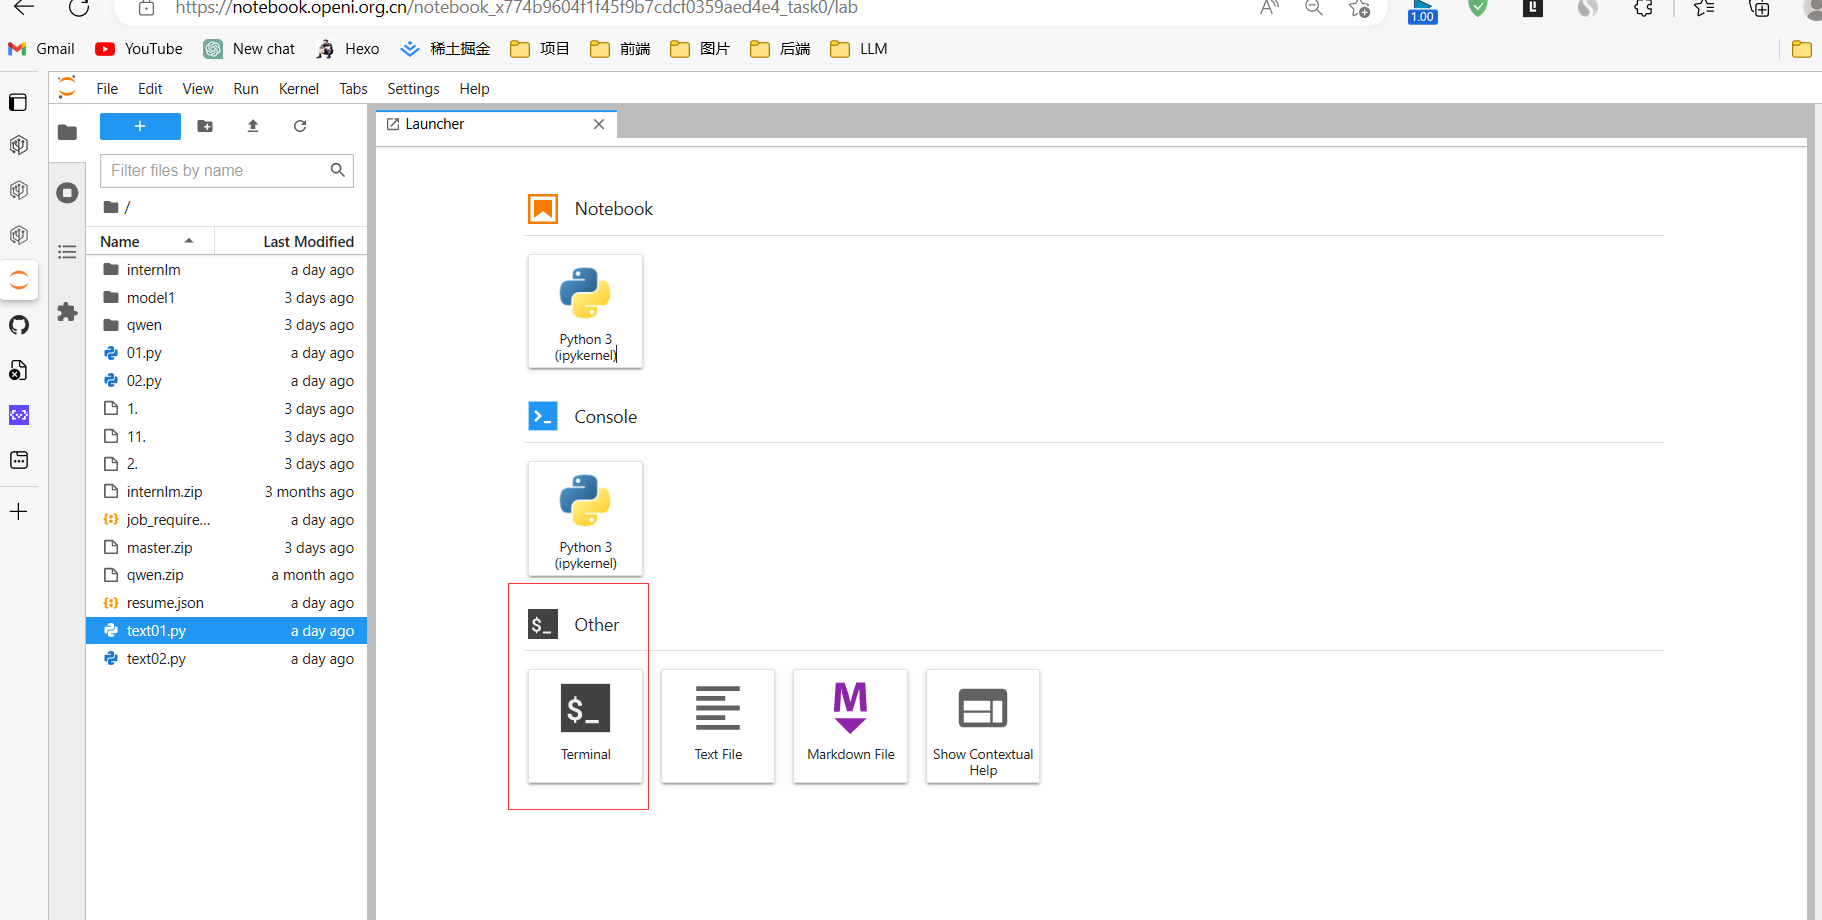 https://notebook.openi.org.cn/notebook_x774b9604f1f45f9b7cdcf0359aed4e4_task0/lab
1.00
Gmail YouTube New chat Hexo 稀土掘金 项目 前端 图片 后端 LLM
File Edit View Run Kernel Tabs Settings Help
Launcher
Filter files by name
/
Name Last Modified
internlm a day ago
model1 3 days ago
qwen 3 days ago
01.py a day ago
02.py a day ago
1. 3 days ago
11. 3 days ago
2. 3 days ago
internlm.zip 3 months ago
job_require... a day ago
master.zip 3 days ago
qwen.zip a month ago
resume.json a day ago
text01.py a day ago
text02.py a day ago
Notebook
Python 3
(ipykernel)
Console
Python 3
(ipykernel)
$_ Other
$_
Terminal
Text File
M
Markdown File
Show Contextual
Help